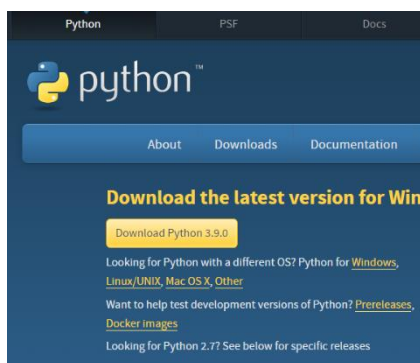 Python PSF Docs
python™
About Downloads Documentation
Download the latest version for Win
Download Python 3.9.0
Looking for Python with a different OS? Python for Windows,
Linux/UNIX, Mac OS X, Other
Want to help test development versions of Python? Prereleases,
Docker images
Looking for Python 2.7? See below for specific releases